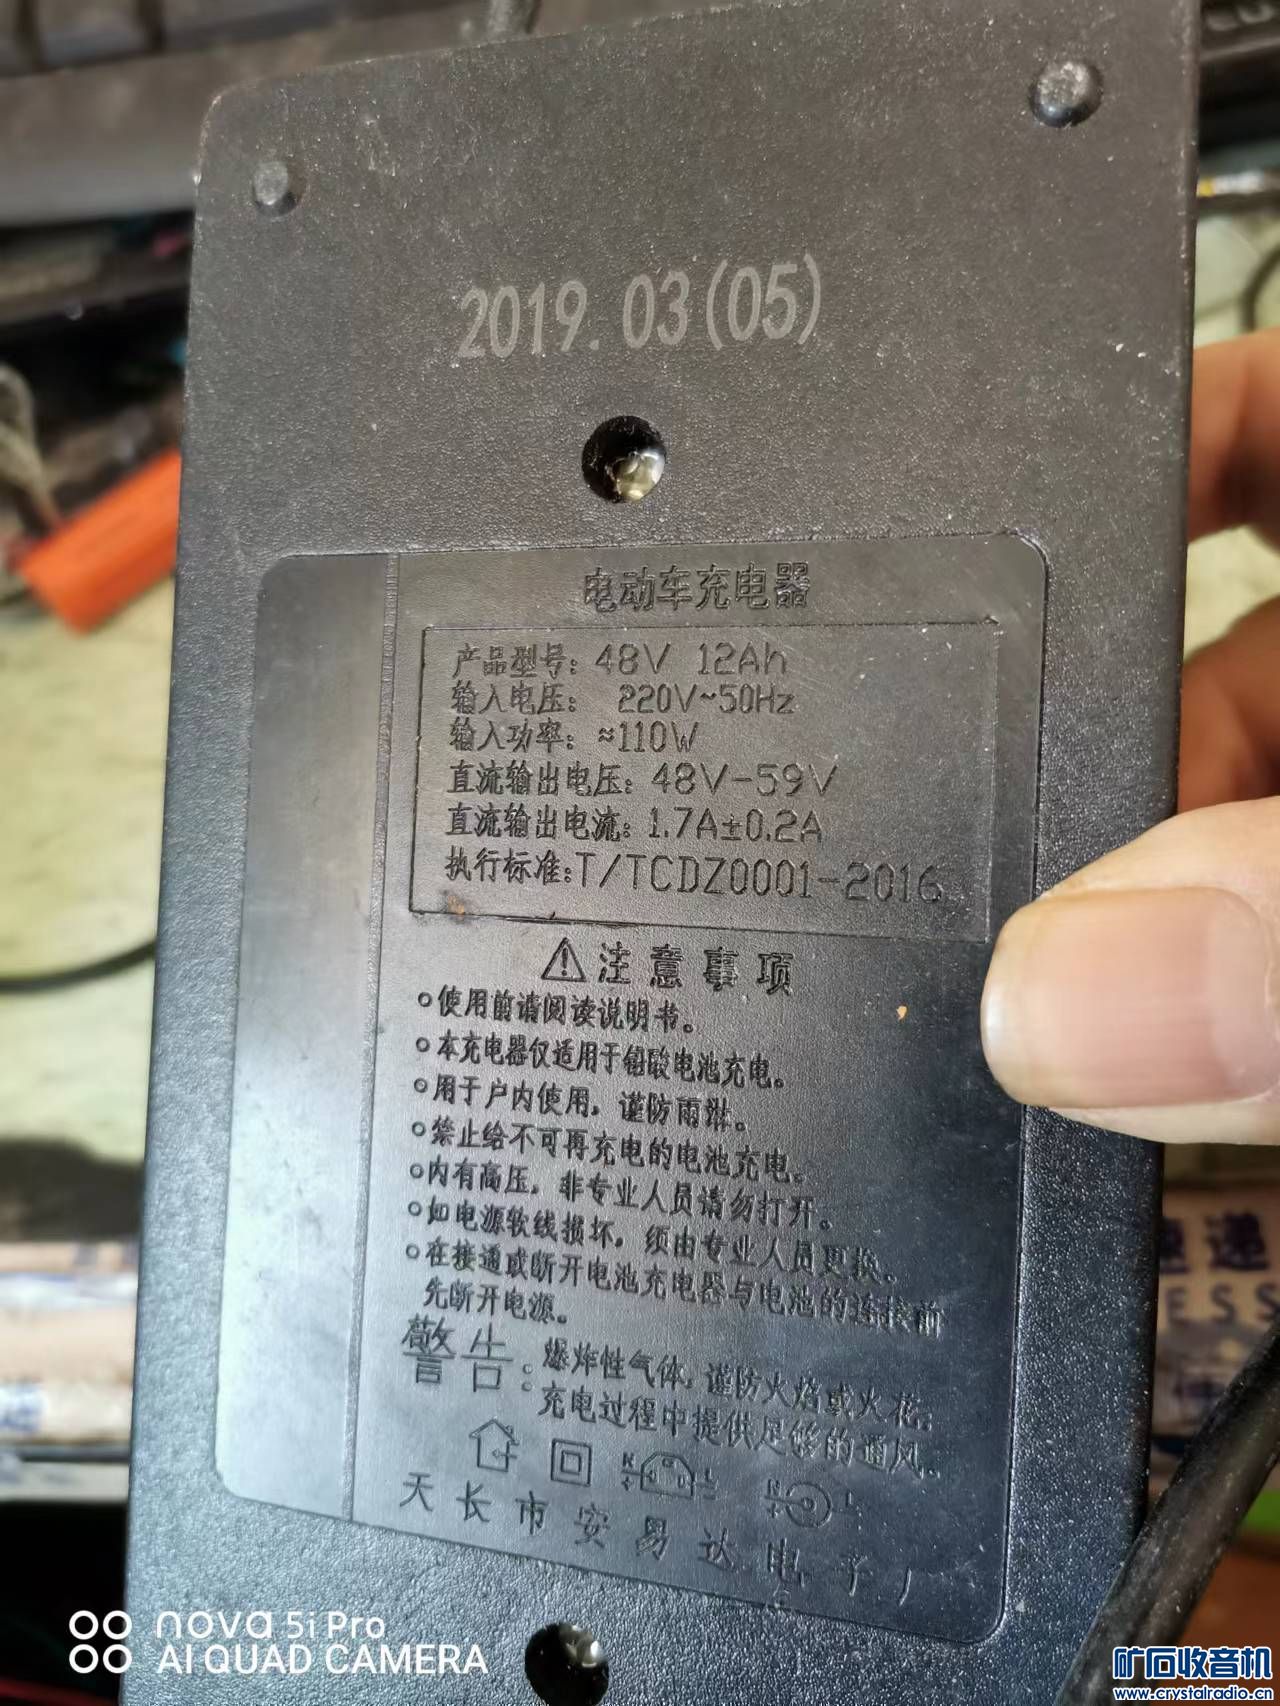 2019.03(05)
电动车充电器
产品型号: 48V 12Ah
输入电压: 220V~50Hz
输入功率: ≈110W
直流输出电压: 48V-59V
直流输出电流: 1.7A±0.2A
执行标准:T/TCDZ0001-2016
⚠注意事项
○使用前请阅读说明书。
○本充电器仅适用于铅酸电池充电。
○用于户内使用，谨防雨淋。
○禁止给不可再充电的电池充电。
○内有高压，非专业人员请勿打开。
○如电源软线损坏，须由专业人员更换。
○在接通或断开电池充电器与电池的连接前
先断开电源。
警告: 爆炸性气体，谨防火焰或火花;
充电过程中提供足够的通风。
N G L
N L
天长市安易达电子厂
速递
ESS
nova 5i Pro
AI QUAD CAMERA
矿石收音机
www.crystalradio.cn